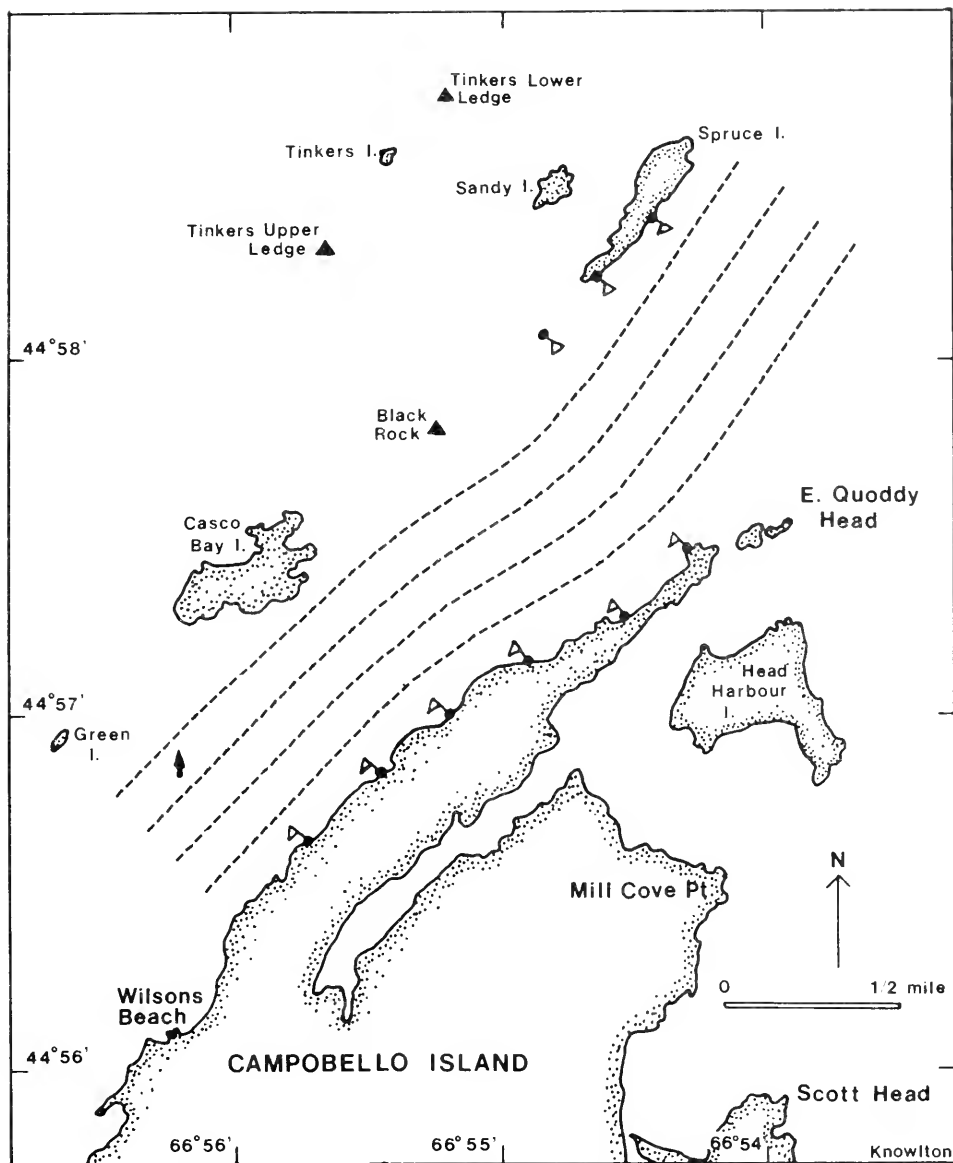 Tinkers Lower
Ledge
Spruce I.
Tinkers I.
Sandy I.
Tinkers Upper
Ledge
44°58'
Black
Rock
E. Quoddy
Head
Casco
Bay I.
Head
Harbour
I.
44°57'
Green
I.
N
Mill Cove Pt
0 1/2 mile
Wilsons
Beach
44°56'
CAMPOBELLO ISLAND
Scott Head
66°56' 66°55' 66°54'
Knowlton